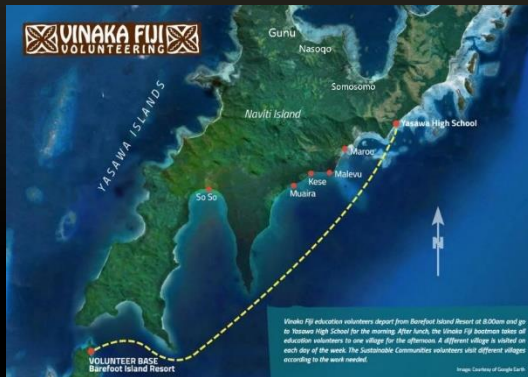 VINAKA FIJI
VOLUNTEERING
YASAWA ISLANDS
Gunu
Nasoqo
Somosomo
Naviti Island
Yasawa High School
Maroe
Malevu
Kese
Muaira
So So
N
VOLUNTEER BASE
Barefoot Island Resort
Vinaka Fiji education volunteers depart from Barefoot Island Resort at 8.00am and go
to Yasawa High School for the morning. After lunch, the Vinaka Fiji boatman takes all
education volunteers to one village for the afternoon. A different village is visited on
each day of the week. The Sustainable Communities volunteers visit different villages
according to the work needed.
Image: Courtesy of Google Earth